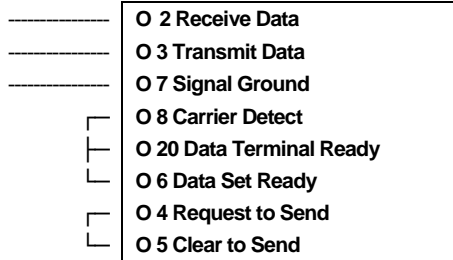 O 2 Receive Data
O 3 Transmit Data
O 7 Signal Ground
O 8 Carrier Detect
O 20 Data Terminal Ready
O 6 Data Set Ready
O 4 Request to Send
O 5 Clear to Send